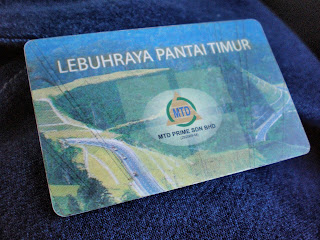 LEBUHRAYA PANTAI TIMUR
MTD
MTD PRIME SDN BHD